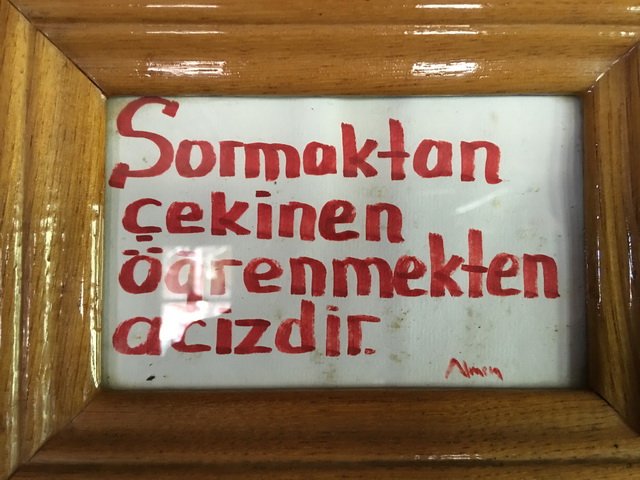 Sormaktan
çekinen
öğrenmekten
acizdir.